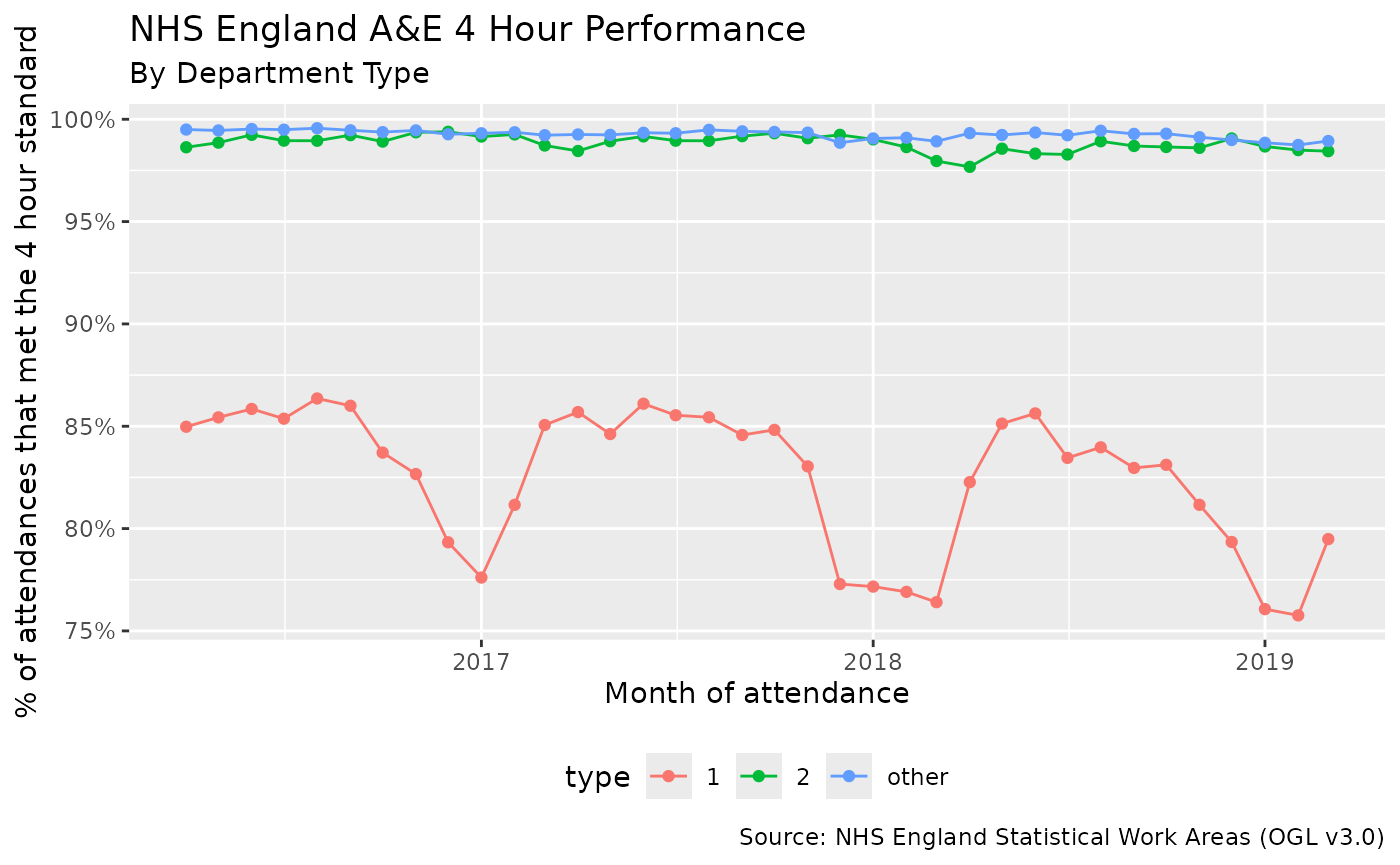 NHS England A&E 4 Hour Performance
By Department Type
% of attendances that met the 4 hour standard
100%
95%
90%
85%
80%
75%
2017 2018 2019
Month of attendance
type 1 2 other
Source: NHS England Statistical Work Areas (OGL v3.0)